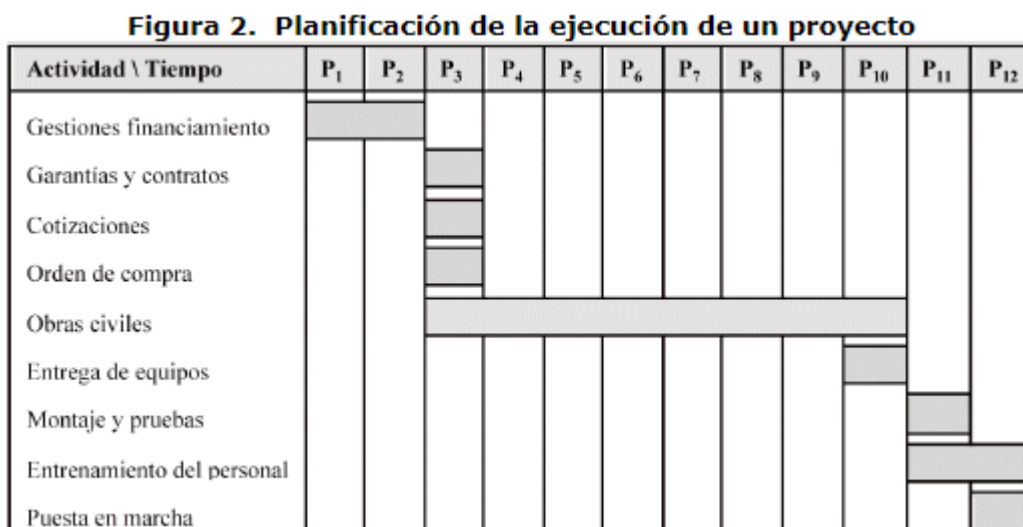 Figura 2. Planificación de la ejecución de un proyecto
Actividad \ Tiempo P1 P2 P3 P4 P5 P6 P7 P8 P9 P10 P11 P12
Gestiones financiamiento
Garantías y contratos
Cotizaciones
Orden de compra
Obras civiles
Entrega de equipos
Montaje y pruebas
Entrenamiento del personal
Puesta en marcha